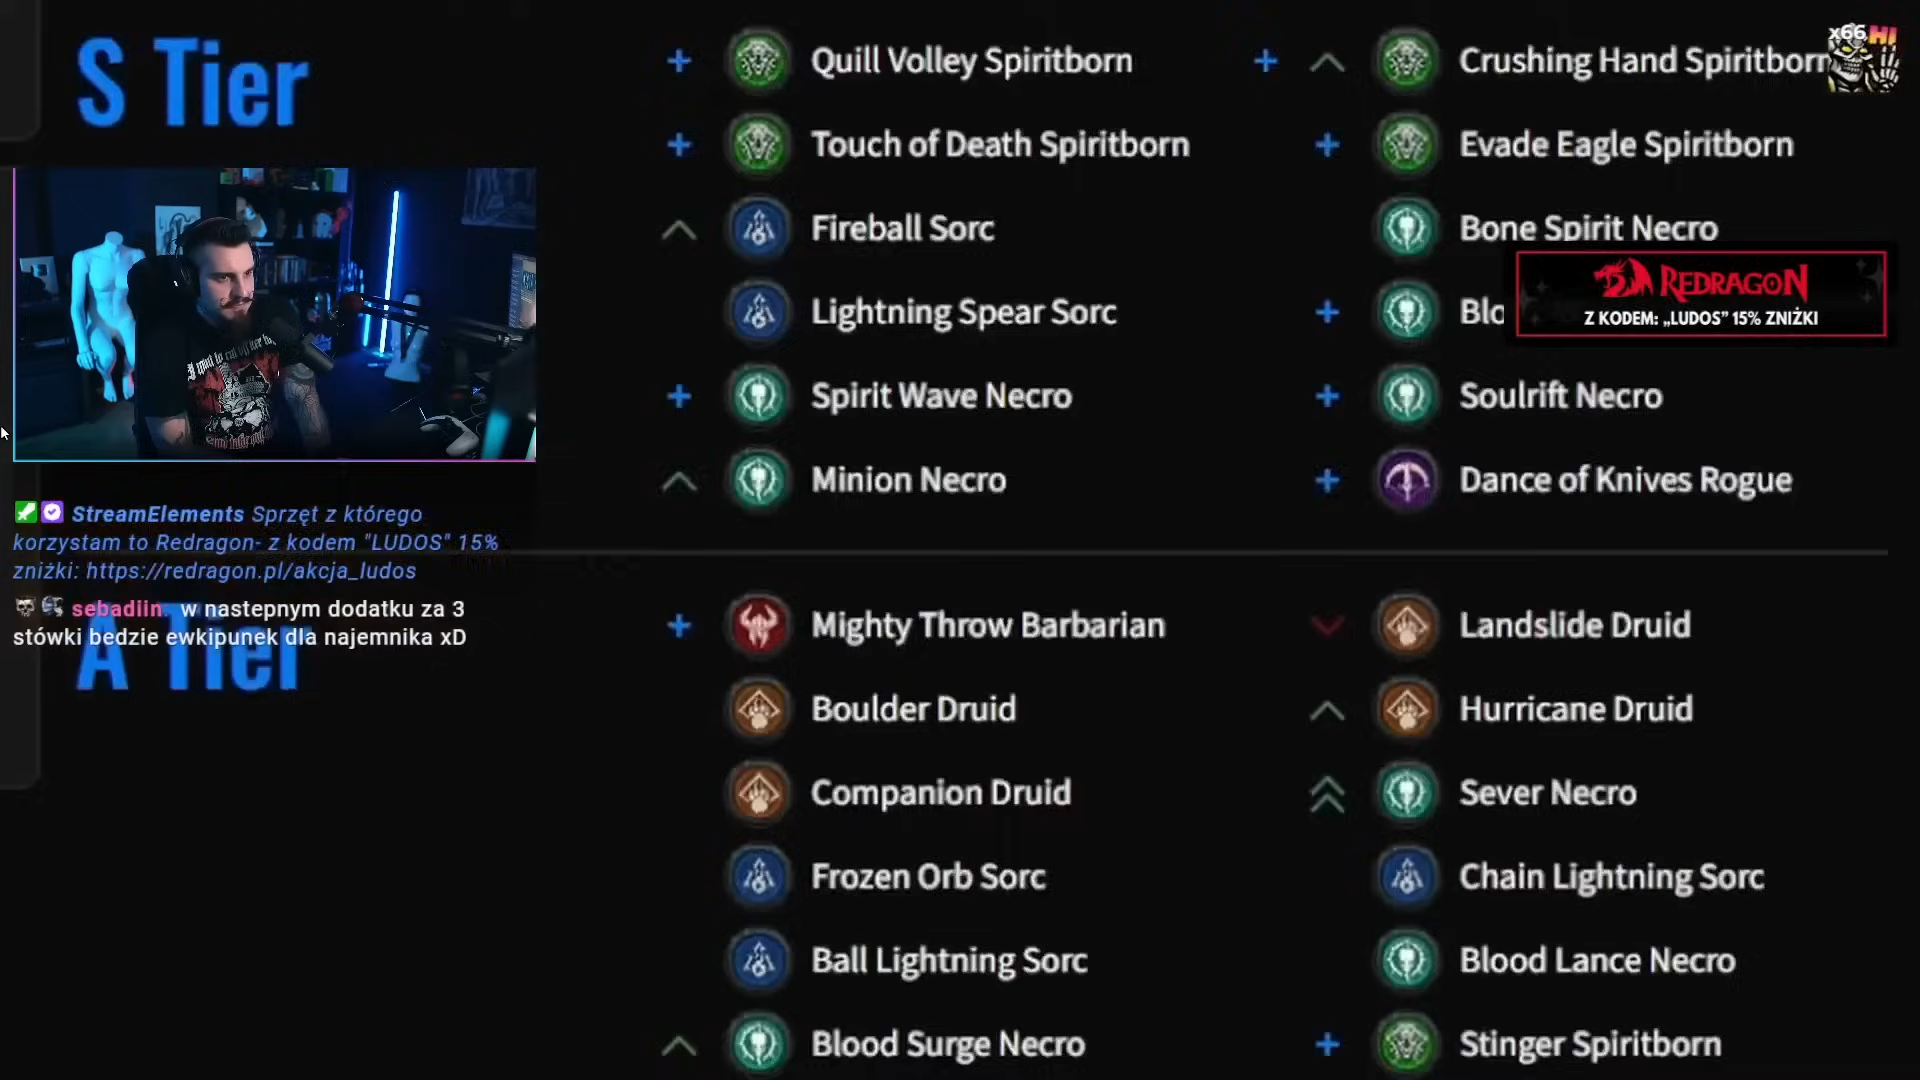 S Tier
Quill Volley Spiritborn
Crushing Hand Spiritborn
x66 HI
Touch of Death Spiritborn
Evade Eagle Spiritborn
Fireball Sorc
Bone Spirit Necro
REDRAGON
Z KODEM: „LUDOS” 15% ZNIŻKI
Lightning Spear Sorc
Spirit Wave Necro
Soulrift Necro
Minion Necro
Dance of Knives Rogue
StreamElements Sprzęt z którego
korzystam to Redragon- z kodem "LUDOS" 15%
zniżki: https://redragon.pl/akcja_ludos
sebadiin: w nastepnym dodatku za 3
stówki bedzie ewkipunek dla najemnika xD
A Tier
Mighty Throw Barbarian
Landslide Druid
Boulder Druid
Hurricane Druid
Companion Druid
Sever Necro
Frozen Orb Sorc
Chain Lightning Sorc
Ball Lightning Sorc
Blood Lance Necro
Blood Surge Necro
Stinger Spiritborn